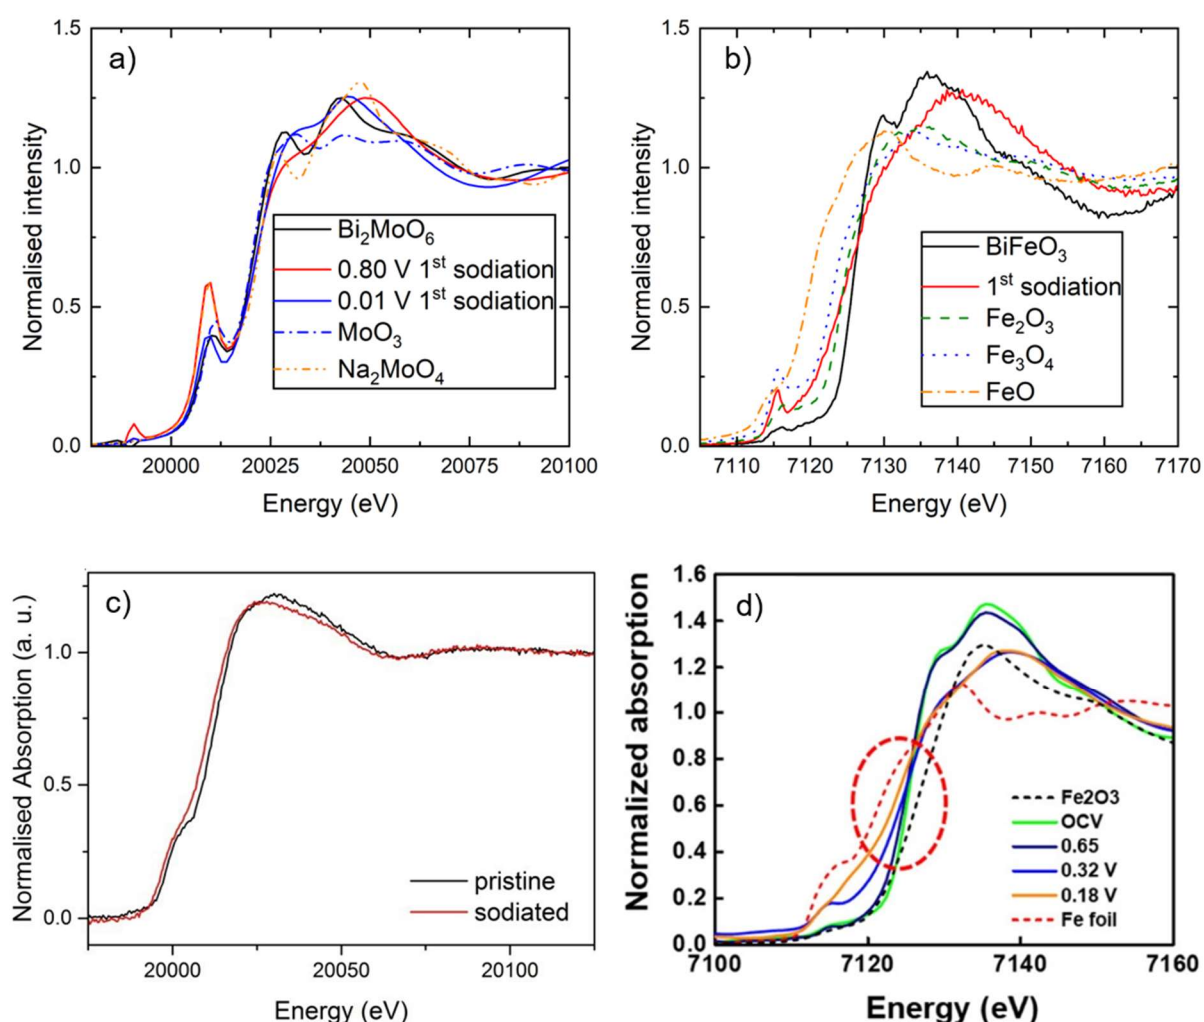 a)
1.5
1.0
0.5
0.0
Normalised intensity
Bi₂MoO₆
0.80 V 1ˢᵗ sodiation
0.01 V 1ˢᵗ sodiation
MoO₃
Na₂MoO₄
20000 20025 20050 20075 20100
Energy (eV)
b)
1.5
1.0
0.5
0.0
Normalised intensity
BiFeO₃
1ˢᵗ sodiation
Fe₂O₃
Fe₃O₄
FeO
7110 7120 7130 7140 7150 7160 7170
Energy (eV)
c)
1.0
0.5
0.0
Normalised Absorption (a. u.)
pristine
sodiated
20000 20050 20100
Energy (eV)
d)
1.6
1.4
1.2
1.0
0.8
0.6
0.4
0.2
0.0
Normalized absorption
Fe2O3
OCV
0.65
0.32 V
0.18 V
Fe foil
7100 7120 7140 7160
Energy (eV)